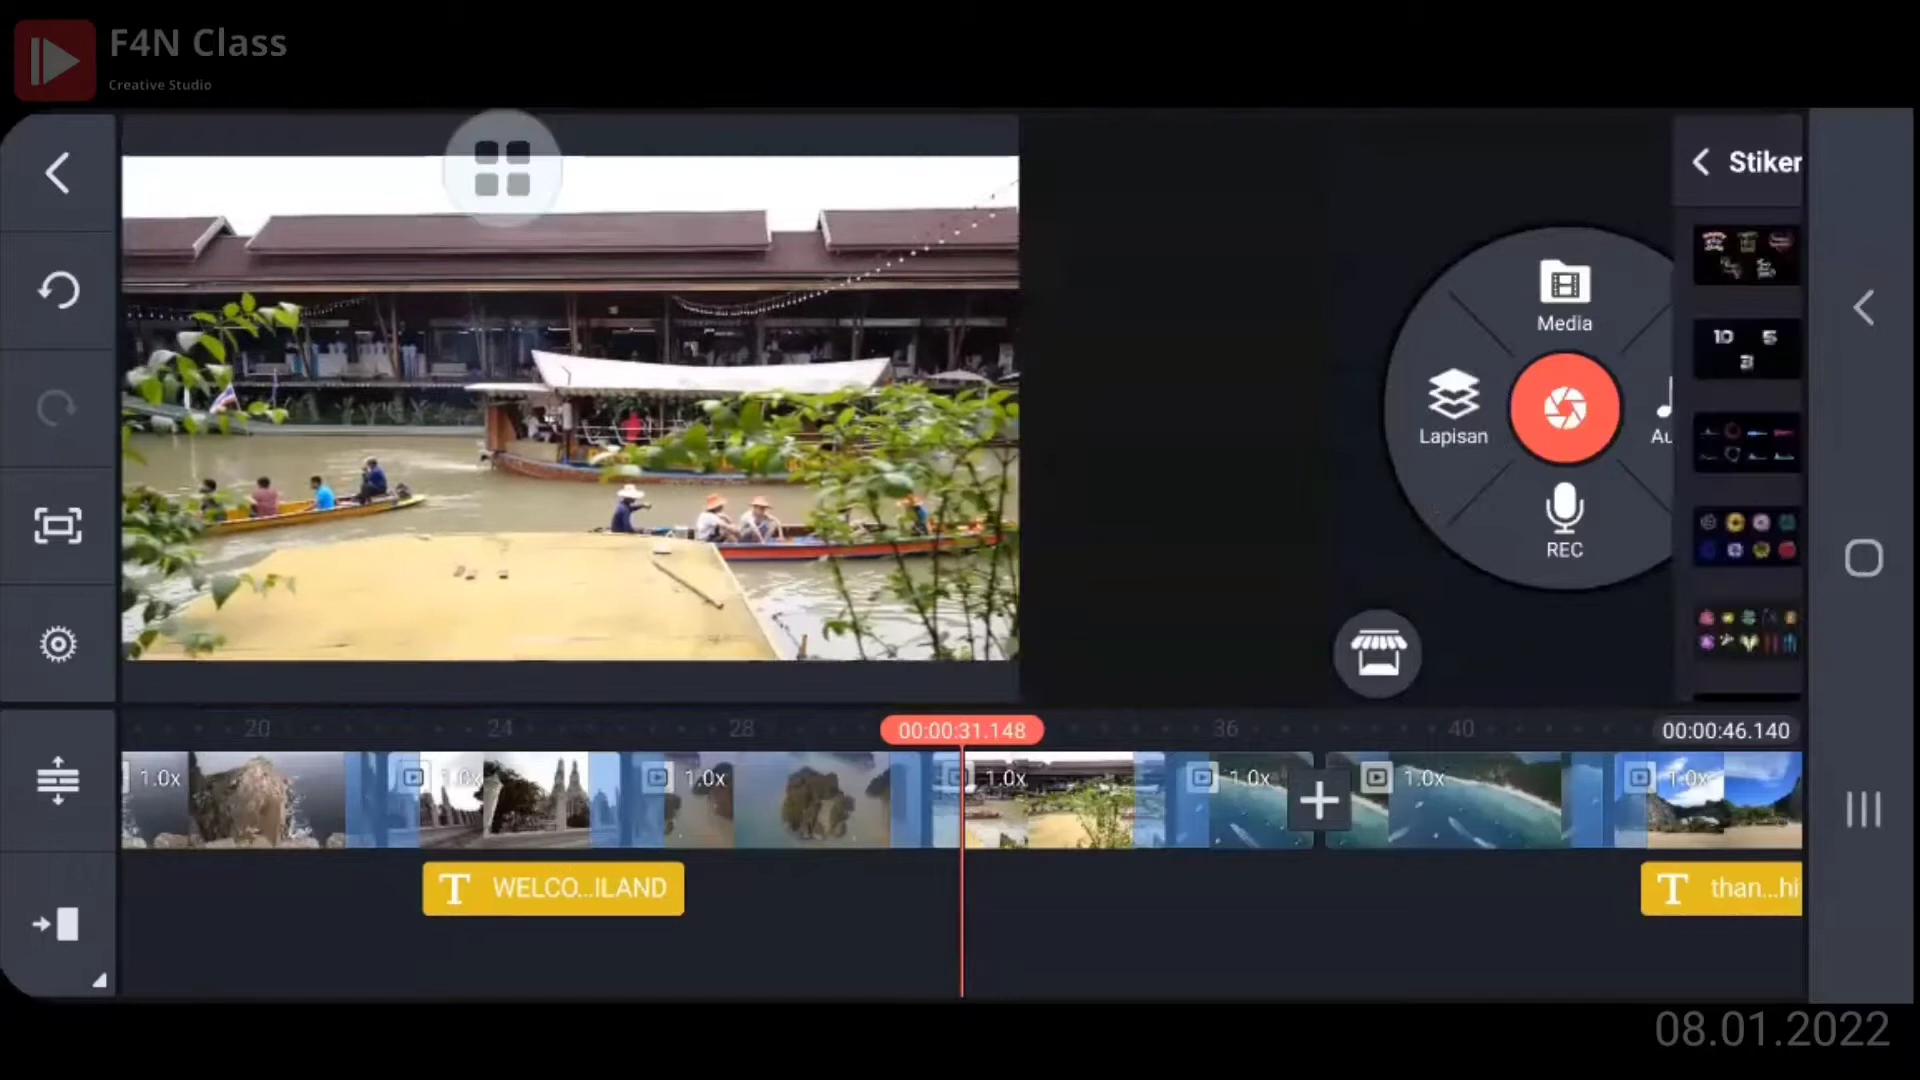 F4N Class
Creative Studio
Stiker
Media
Lapisan
Au
REC
10 5
3
20 24 28 00:00:31.148 36 40 00:00:46.140
1.0x 1.0x 1.0x 1.0x 1.0x 1.0x 1.0x
T WELCO...ILAND T than...hi
08.01.2022